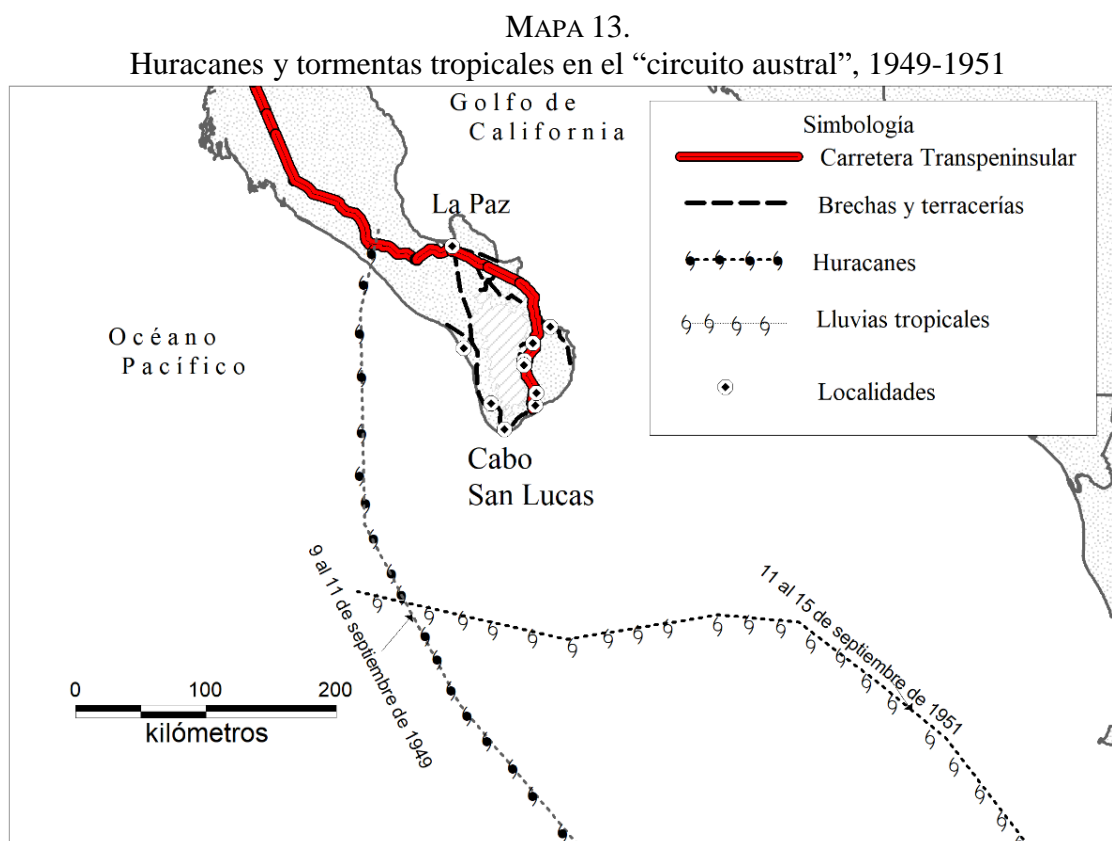 MAPA 13.
Huracanes y tormentas tropicales en el “circuito austral”, 1949-1951
Golfo de
California
Simbología
Carretera Transpeninsular
Brechas y terracerías
Huracanes
Lluvias tropicales
Localidades
La Paz
Océano
Pacífico
Cabo
San Lucas
9 al 11 de septiembre de 1949
11 al 15 de septiembre de 1951
0 100 200
kilómetros